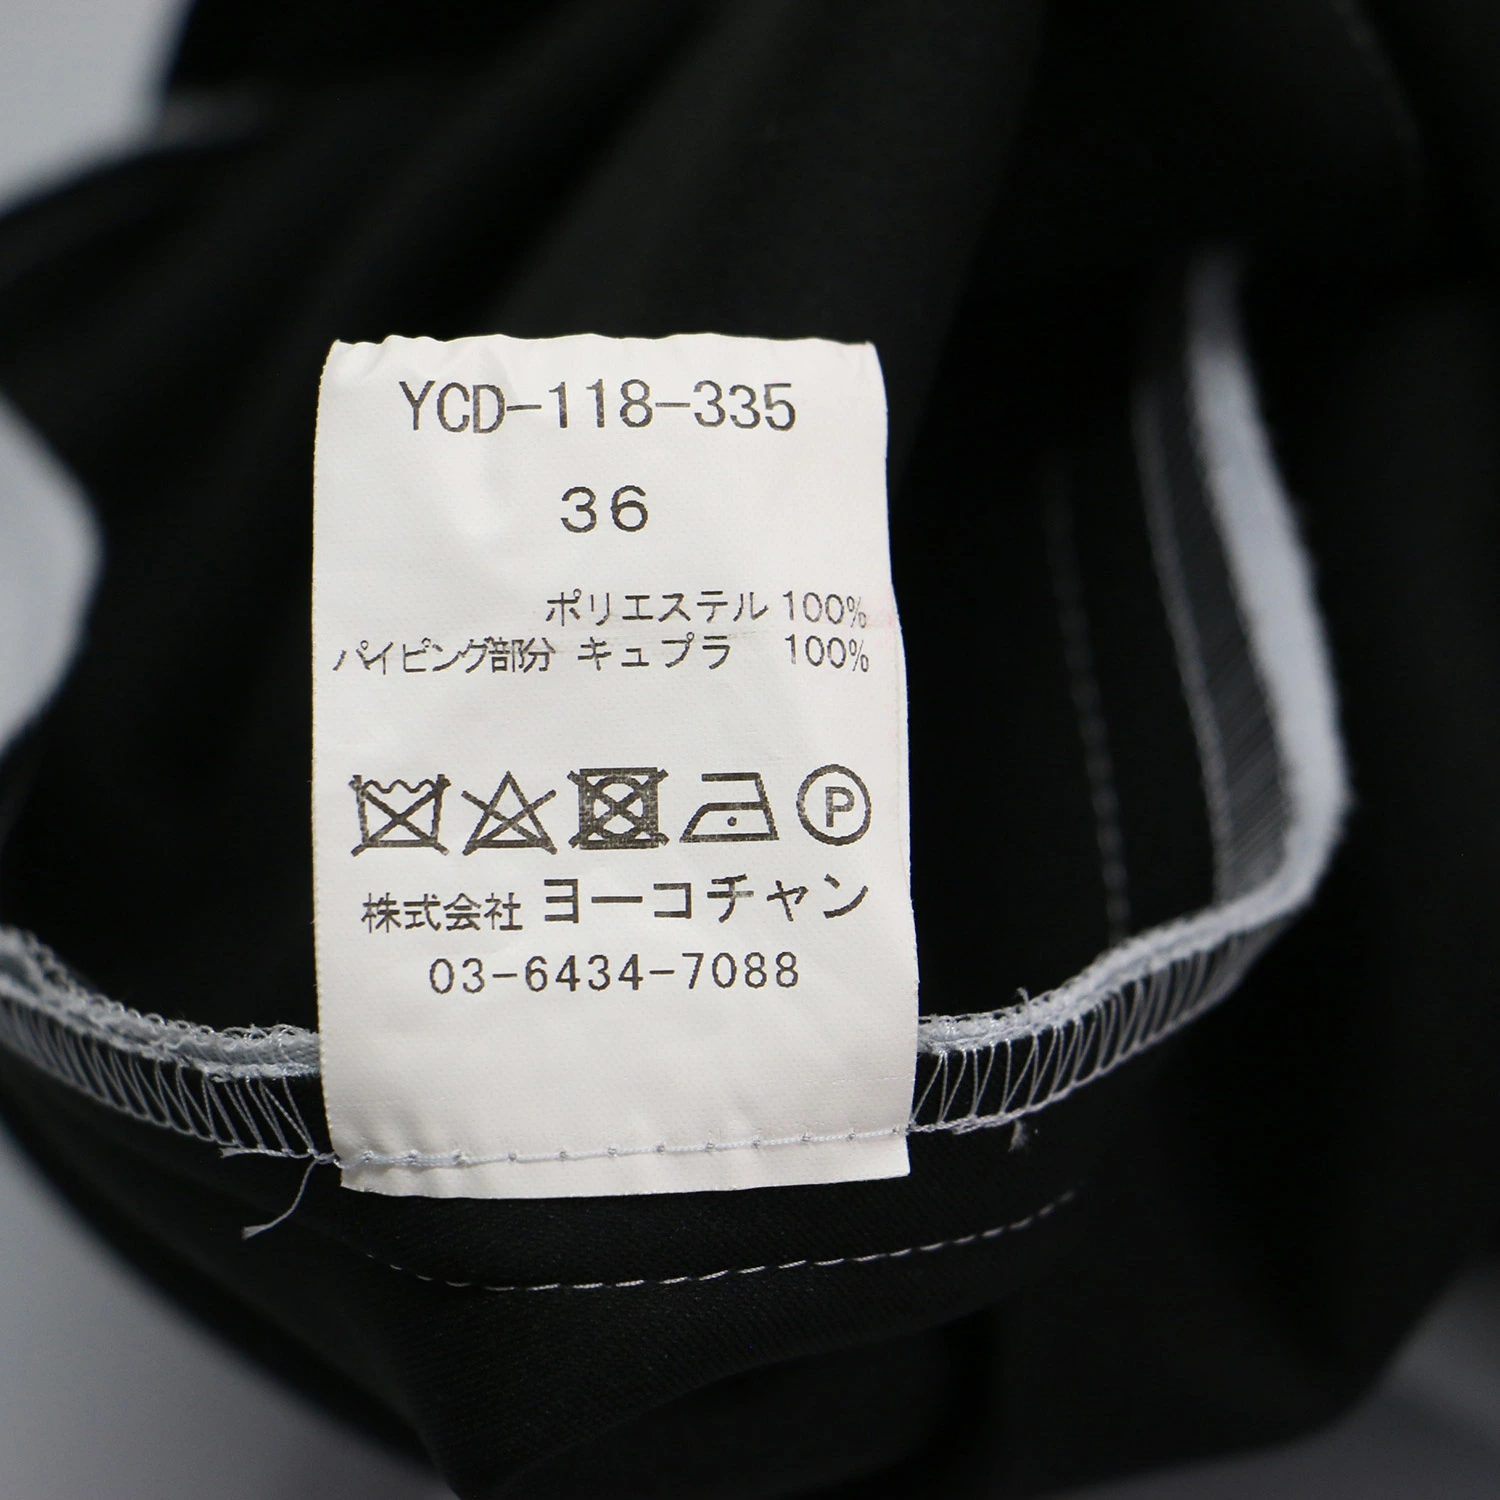 YCD-118-335
36
ポリエステル 100%
パイピング部分 キュプラ 100%
P
株式会社 ヨーコチャン
03-6434-7088